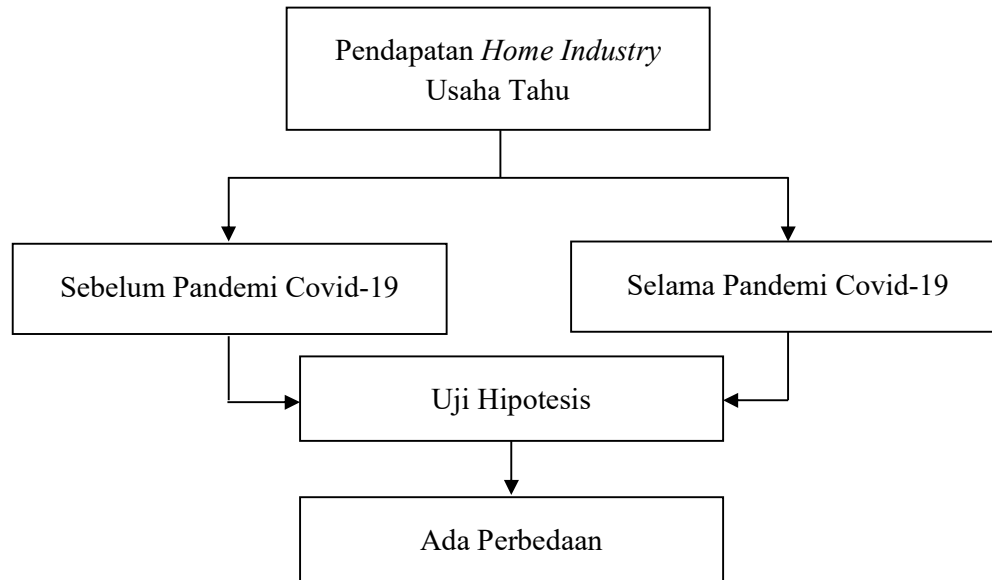 Pendapatan Home Industry
Usaha Tahu
Sebelum Pandemi Covid-19
Selama Pandemi Covid-19
Uji Hipotesis
Ada Perbedaan